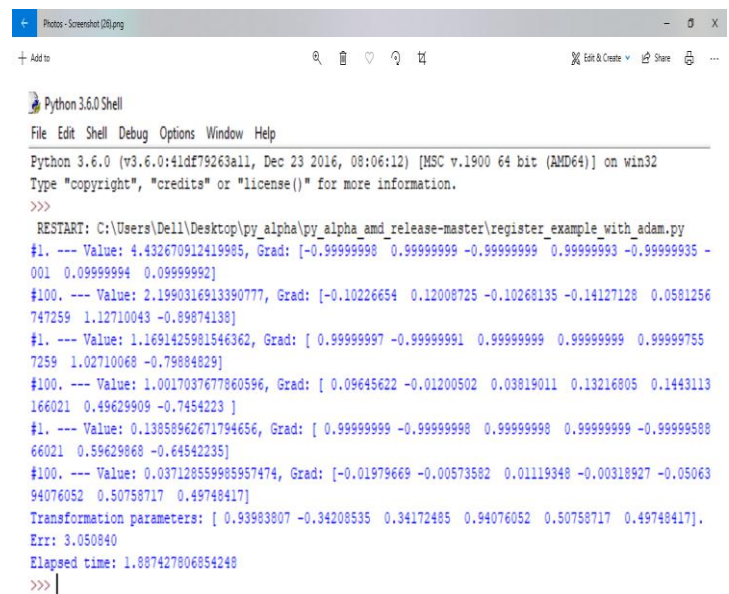 Photos - Screenshot (26).png
Add to
Edit & Create Share
Python 3.6.0 Shell
File Edit Shell Debug Options Window Help
Python 3.6.0 (v3.6.0:41df79263a11, Dec 23 2016, 08:06:12) [MSC v.1900 64 bit (AMD64)] on win32
Type "copyright", "credits" or "license()" for more information.
>>>
RESTART: C:\Users\Dell\Desktop\py_alpha\py_alpha_amd_release-master\register_example_with_adam.py
#1. --- Value: 4.432670912419985, Grad: [-0.99999998 0.99999999 -0.99999999 0.99999993 -0.99999935 -
001 0.09999994 0.09999992]
#100. --- Value: 2.1990316913390777, Grad: [-0.10226654 0.12008725 -0.10268135 -0.14127128 0.0581256
747259 1.12710043 -0.89874138]
#1. --- Value: 1.1691425981546362, Grad: [ 0.99999997 -0.99999991 0.99999999 0.99999999 0.99999755
7259 1.02710068 -0.79884829]
#100. --- Value: 1.0017037677860596, Grad: [ 0.09645622 -0.01200502 0.03819011 0.13216805 0.1443113
166021 0.49629909 -0.7454223 ]
#1. --- Value: 0.13858962671794656, Grad: [ 0.99999999 -0.99999998 0.99999998 0.99999999 -0.99999588
66021 0.59629868 -0.64542235]
#100. --- Value: 0.037128559985957474, Grad: [-0.01979669 -0.00573582 0.01119348 -0.00318927 -0.05063
94076052 0.50758717 0.49748417]
Transformation parameters: [ 0.93983807 -0.34208535 0.34172485 0.94076052 0.50758717 0.49748417].
Err: 3.050840
Elapsed time: 1.887427806854248
>>>